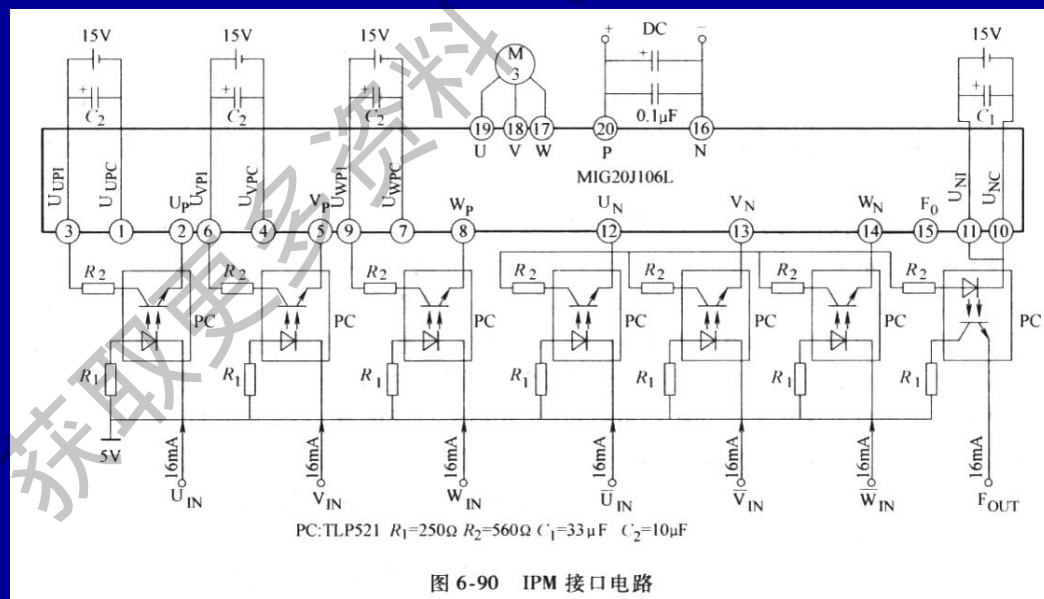 15V
15V
15V
DC
15V
+
C2
+
C2
+
C2
M
3
+
−
+
0.1μF
+
C1
19
18
17
20
16
U
V
W
P
N
MIG20J106L
UUPI
UUPC
UP
UVPI
UVPC
VP
UWPI
UWPC
WP
UN
VN
WN
F0
UNI
UNC
3
1
2
6
4
5
9
7
8
12
13
14
15
11
10
R2
R2
R2
R2
R2
R2
R2
PC
PC
PC
PC
PC
PC
PC
R1
R1
R1
R1
R1
R1
R1
5V
16mA
16mA
16mA
16mA
16mA
16mA
16mA
UIN
VIN
WIN
U̅IN
V̅IN
W̅IN
FOUT
PC:TLP521 R1=250Ω R2=560Ω C1=33μF C2=10μF
图 6-90 IPM 接口电路
获取更多资料